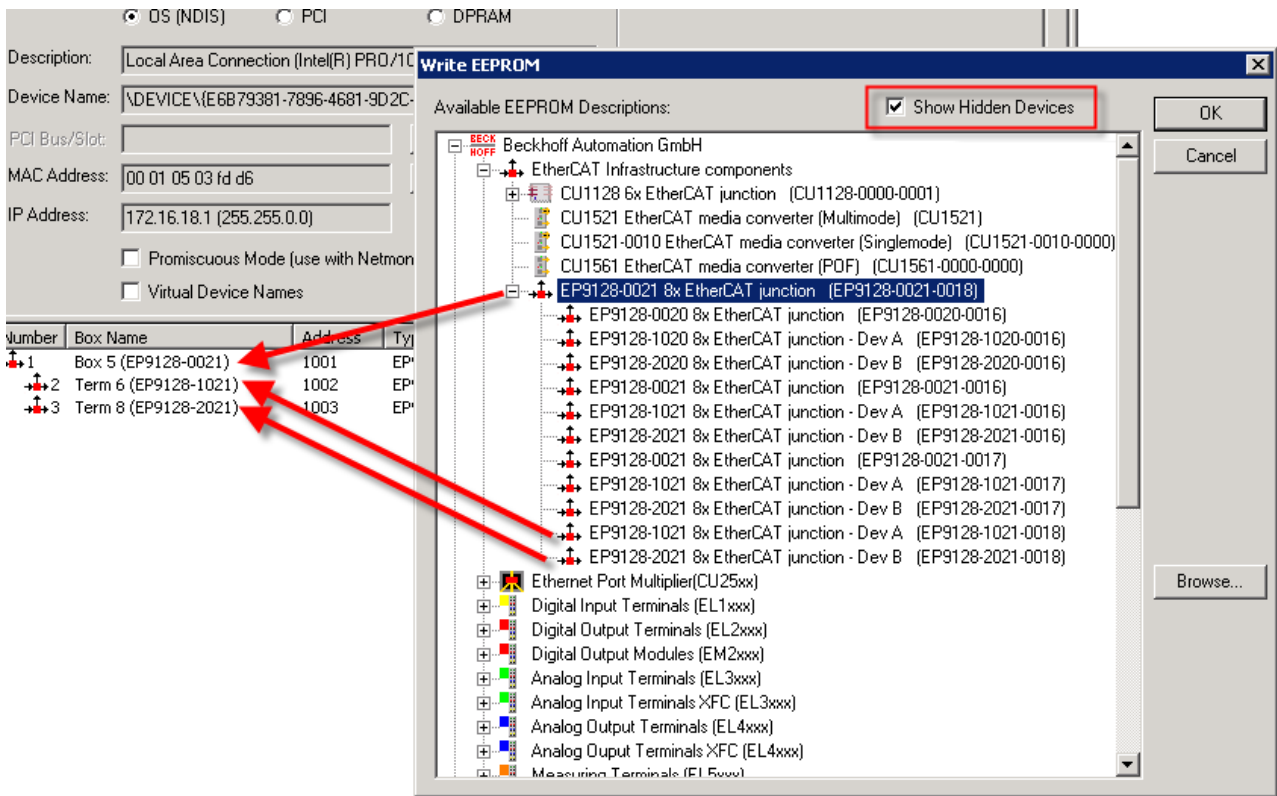 OS (NDIS) PCI DPRAM
Description: Local Area Connection (Intel(R) PRO/10
Device Name: \DEVICE\{E6B79381-7896-4681-9D2C-
PCI Bus/Slot:
MAC Address: 00 01 05 03 fd d6
IP Address: 172.16.18.1 (255.255.0.0)
Promiscuous Mode (use with Netmon
Virtual Device Names
Number Box Name Address Typ
1 Box 5 (EP9128-0021) 1001 EP
2 Term 6 (EP9128-1021) 1002 EP
3 Term 8 (EP9128-2021) 1003 EP
Write EEPROM
Available EEPROM Descriptions: Show Hidden Devices
OK
Cancel
BECK
HOFF
Beckhoff Automation GmbH
EtherCAT Infrastructure components
CU1128 6x EtherCAT junction (CU1128-0000-0001)
CU1521 EtherCAT media converter (Multimode) (CU1521)
CU1521-0010 EtherCAT media converter (Singlemode) (CU1521-0010-0000)
CU1561 EtherCAT media converter (POF) (CU1561-0000-0000)
EP9128-0021 8x EtherCAT junction (EP9128-0021-0018)
EP9128-0020 8x EtherCAT junction (EP9128-0020-0016)
EP9128-1020 8x EtherCAT junction - Dev A (EP9128-1020-0016)
EP9128-2020 8x EtherCAT junction - Dev B (EP9128-2020-0016)
EP9128-0021 8x EtherCAT junction (EP9128-0021-0016)
EP9128-1021 8x EtherCAT junction - Dev A (EP9128-1021-0016)
EP9128-2021 8x EtherCAT junction - Dev B (EP9128-2021-0016)
EP9128-0021 8x EtherCAT junction (EP9128-0021-0017)
EP9128-1021 8x EtherCAT junction - Dev A (EP9128-1021-0017)
EP9128-2021 8x EtherCAT junction - Dev B (EP9128-2021-0017)
EP9128-1021 8x EtherCAT junction - Dev A (EP9128-1021-0018)
EP9128-2021 8x EtherCAT junction - Dev B (EP9128-2021-0018)
Ethernet Port Multiplier(CU25xx)
Digital Input Terminals (EL1xxx)
Digital Output Terminals (EL2xxx)
Digital Output Modules (EM2xxx)
Analog Input Terminals (EL3xxx)
Analog Input Terminals XFC (EL3xxx)
Analog Output Terminals (EL4xxx)
Analog Ouput Terminals XFC (EL4xxx)
Measuring Terminals (EL5xxx)
Browse...